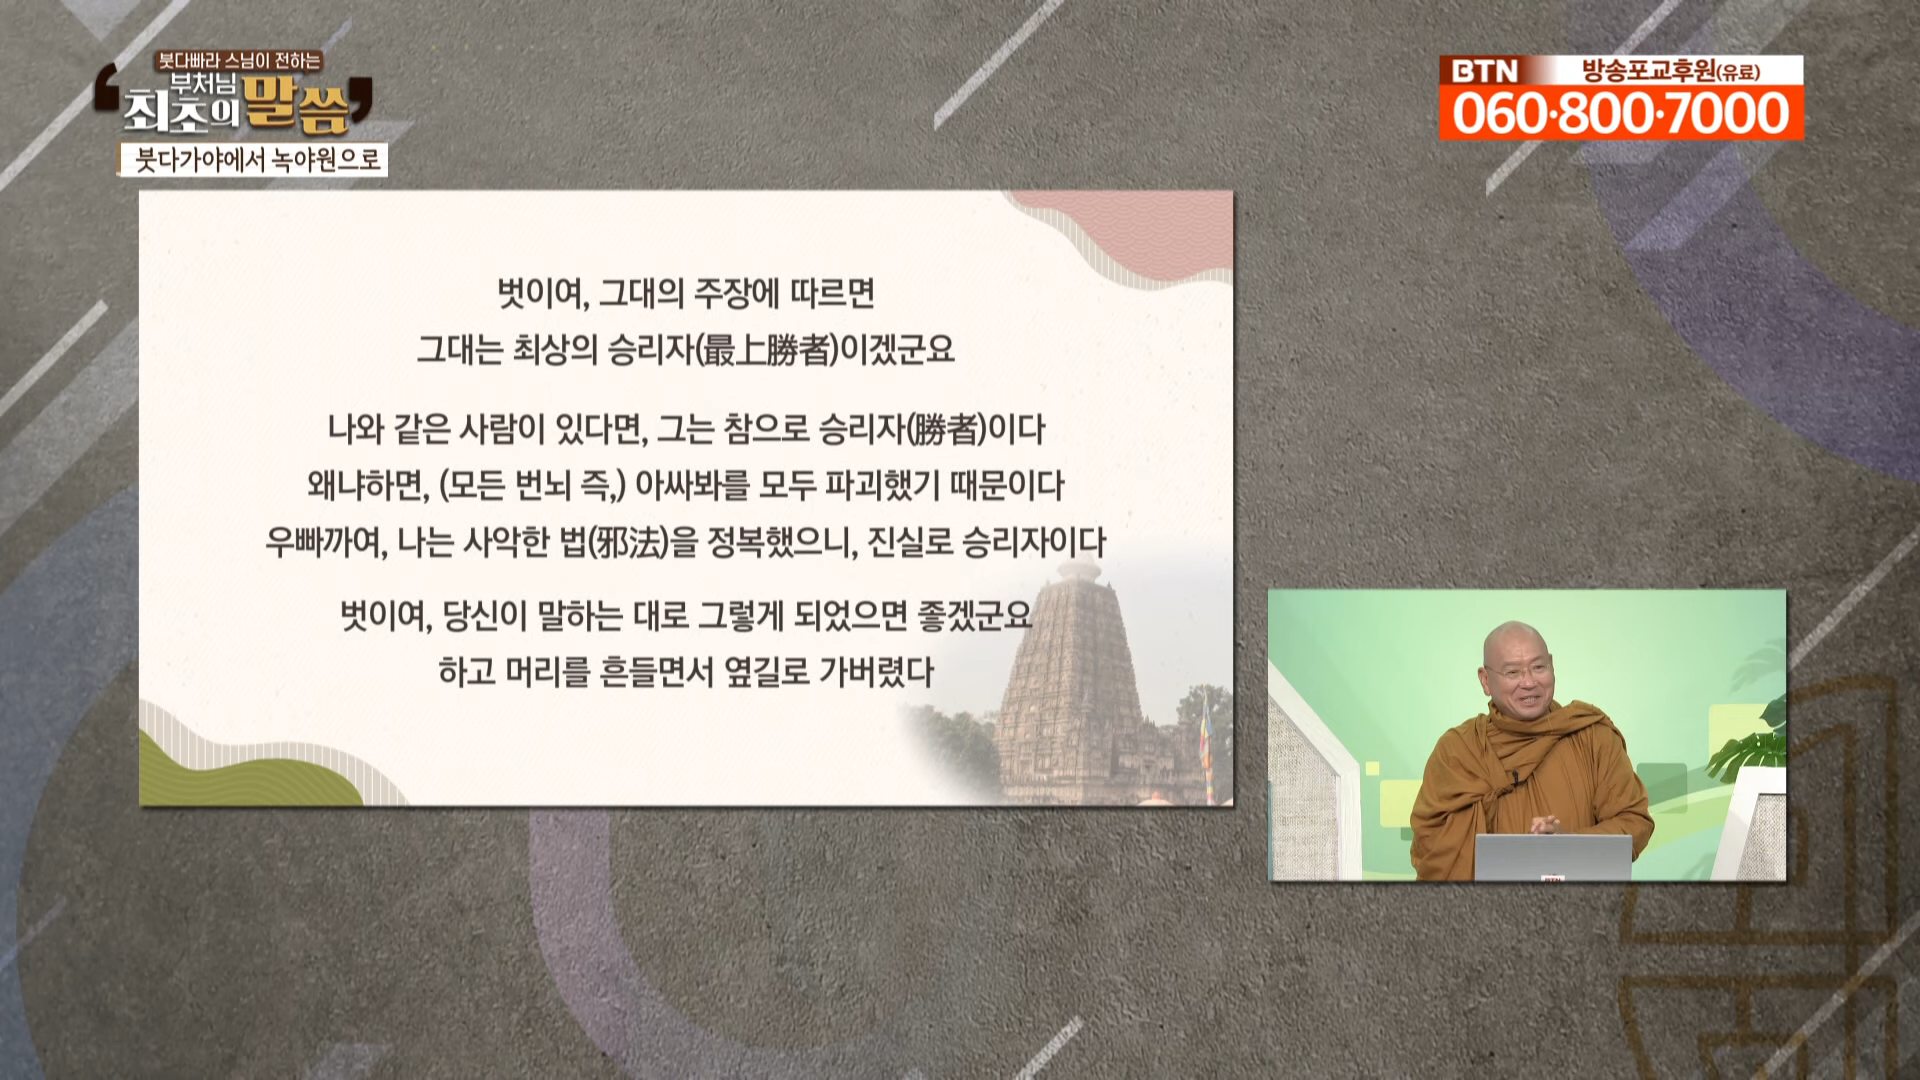 붓다빠라 스님이 전하는
부처님
최초의 말씀
붓다가야에서 녹야원으로
BTN 방송포교후원(유료)
060·800·7000
벗이여, 그대의 주장에 따르면
그대는 최상의 승리자(最上勝者)이겠군요
나와 같은 사람이 있다면, 그는 참으로 승리자(勝者)이다
왜냐하면, (모든 번뇌 즉,) 아싸봐를 모두 파괴했기 때문이다
우빠까여, 나는 사악한 법(邪法)을 정복했으니, 진실로 승리자이다
벗이여, 당신이 말하는 대로 그렇게 되었으면 좋겠군요
하고 머리를 흔들면서 옆길로 가버렸다
BTN